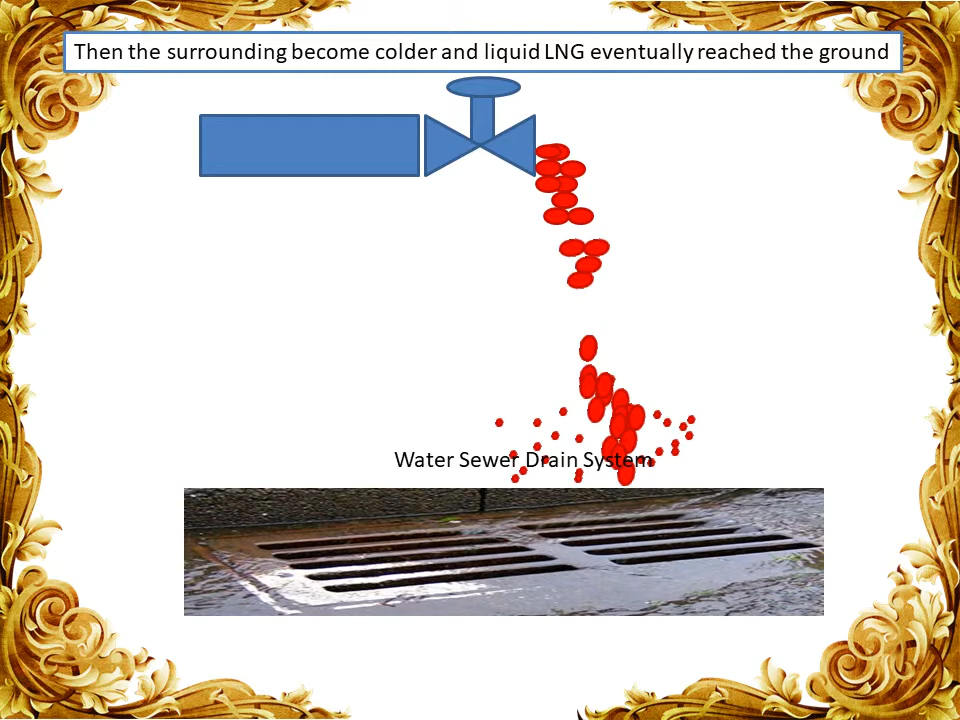 Then the surrounding become colder and liquid LNG eventually reached the ground
Water Sewer Drain System